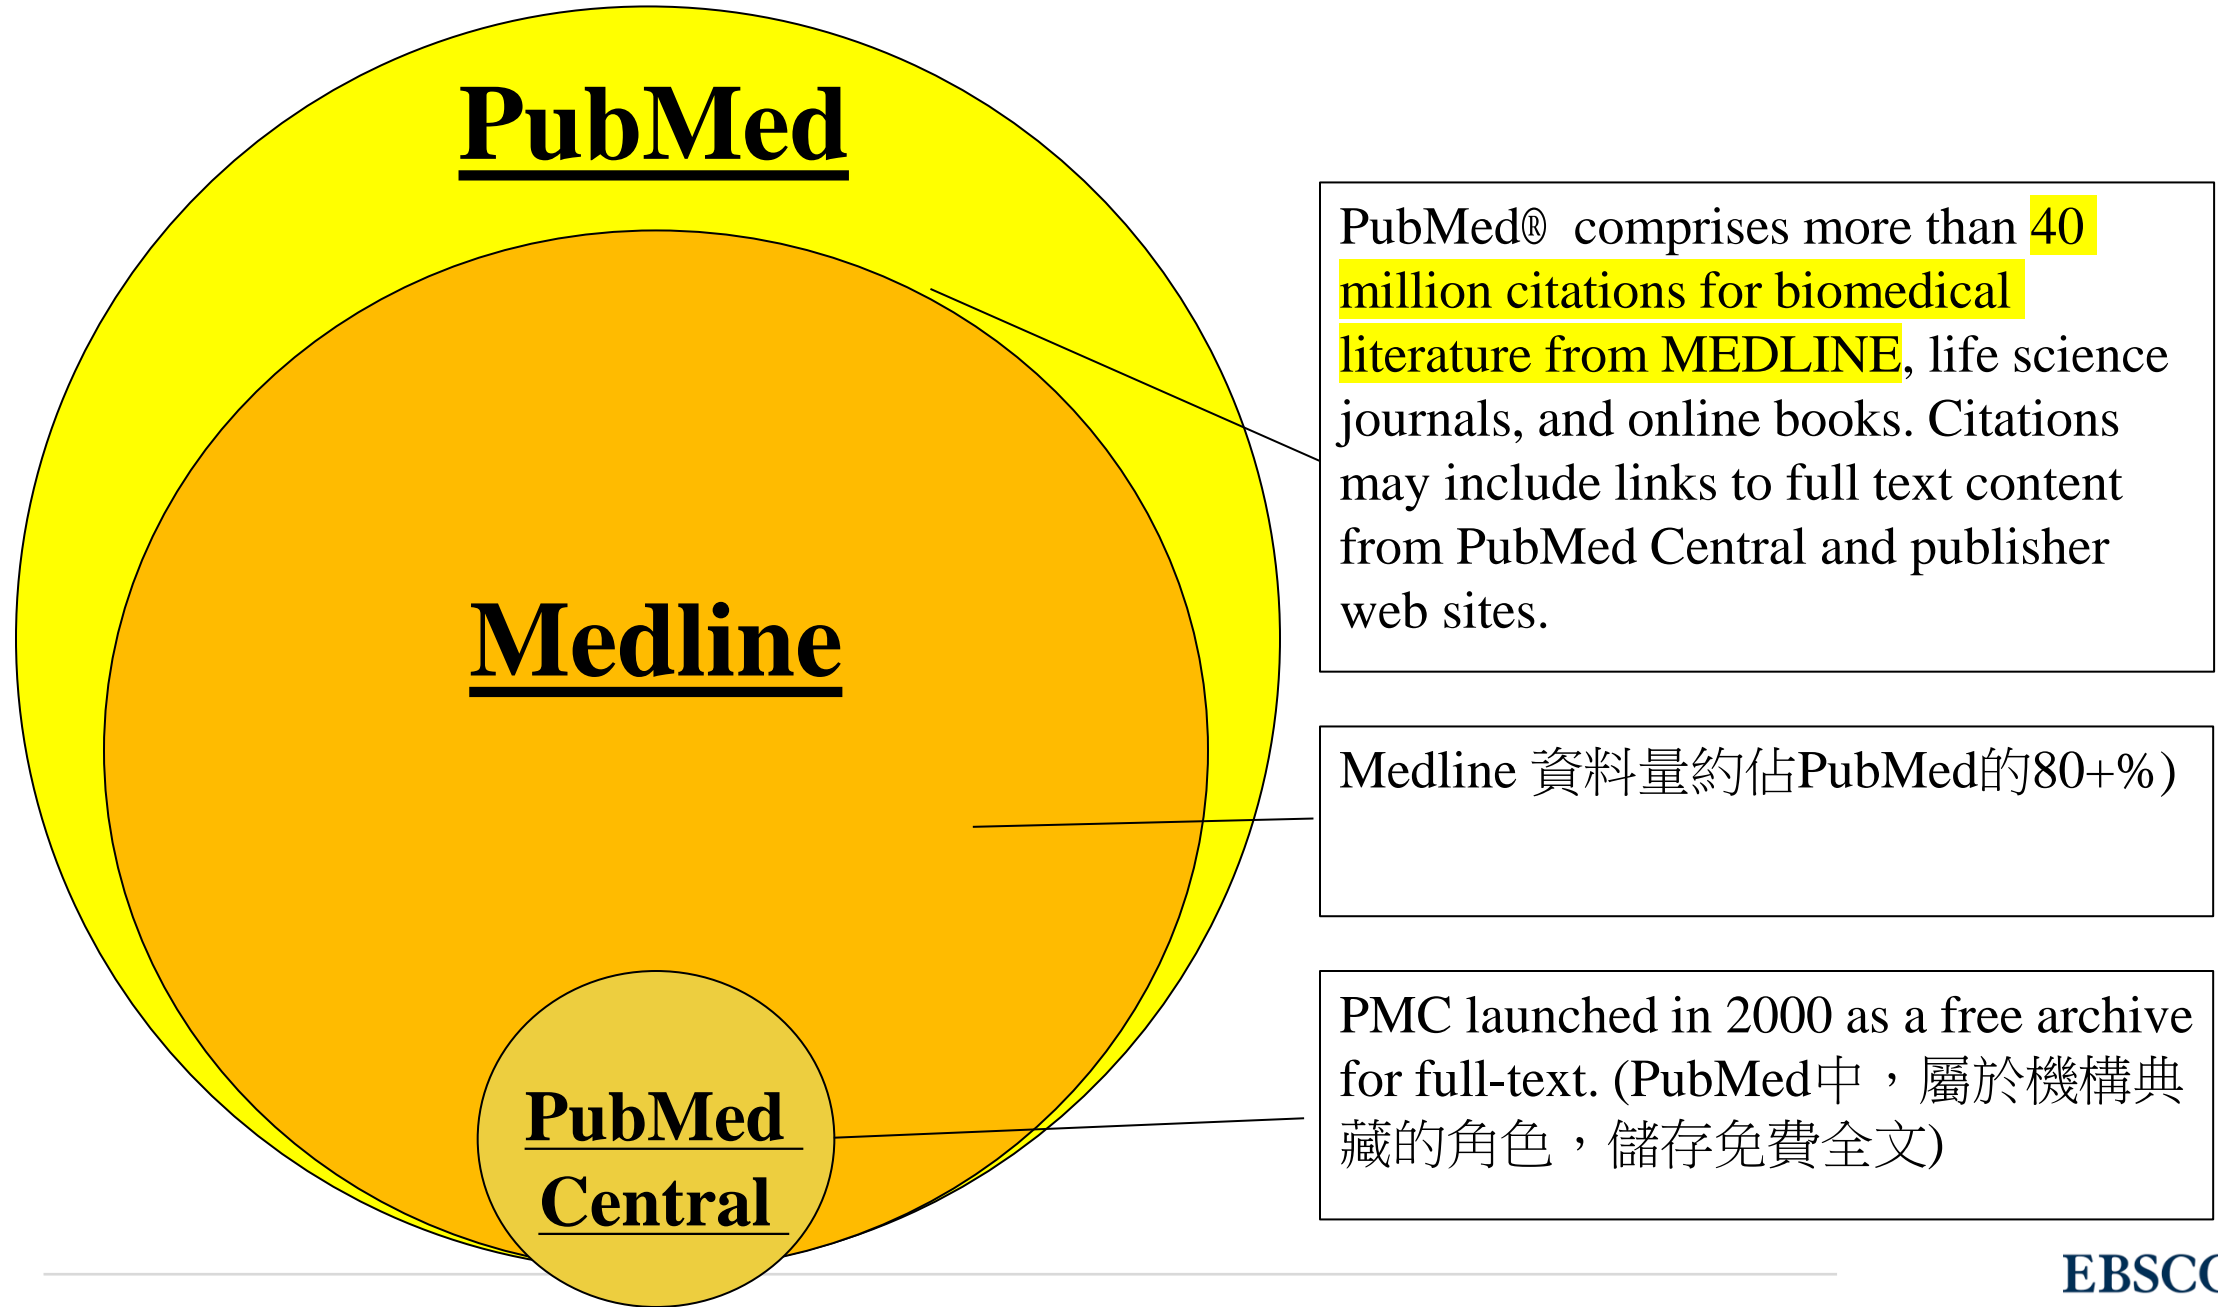 PubMed
Medline
PubMed
Central
PubMed® comprises more than 40
million citations for biomedical
literature from MEDLINE, life science
journals, and online books. Citations
may include links to full text content
from PubMed Central and publisher
web sites.
Medline 資料量約佔PubMed的80+%)
PMC launched in 2000 as a free archive
for full-text. (PubMed中，屬於機構典
藏的角色，儲存免費全文)
EBSCO